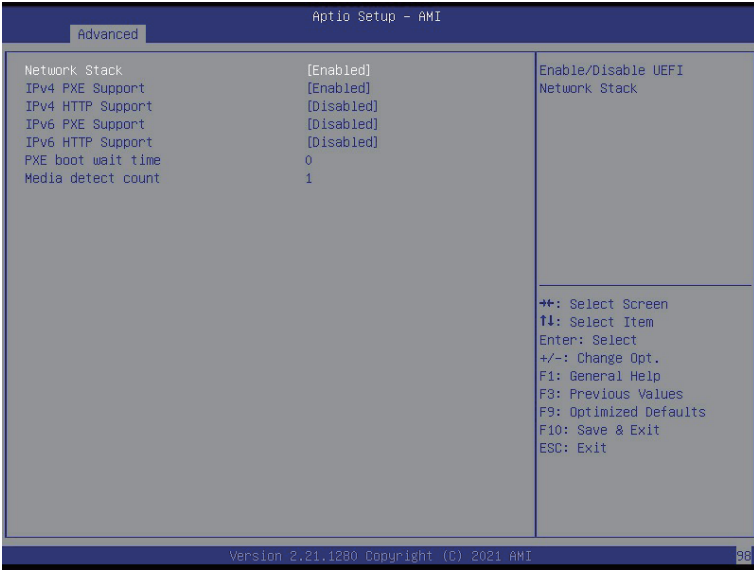 Aptio Setup – AMI
Advanced
Network Stack [Enabled]
IPv4 PXE Support [Enabled]
IPv4 HTTP Support [Disabled]
IPv6 PXE Support [Disabled]
IPv6 HTTP Support [Disabled]
PXE boot wait time 0
Media detect count 1
Enable/Disable UEFI
Network Stack
→←: Select Screen
↑↓: Select Item
Enter: Select
+/-: Change Opt.
F1: General Help
F3: Previous Values
F9: Optimized Defaults
F10: Save & Exit
ESC: Exit
Version 2.21.1280 Copyright (C) 2021 AMI
98